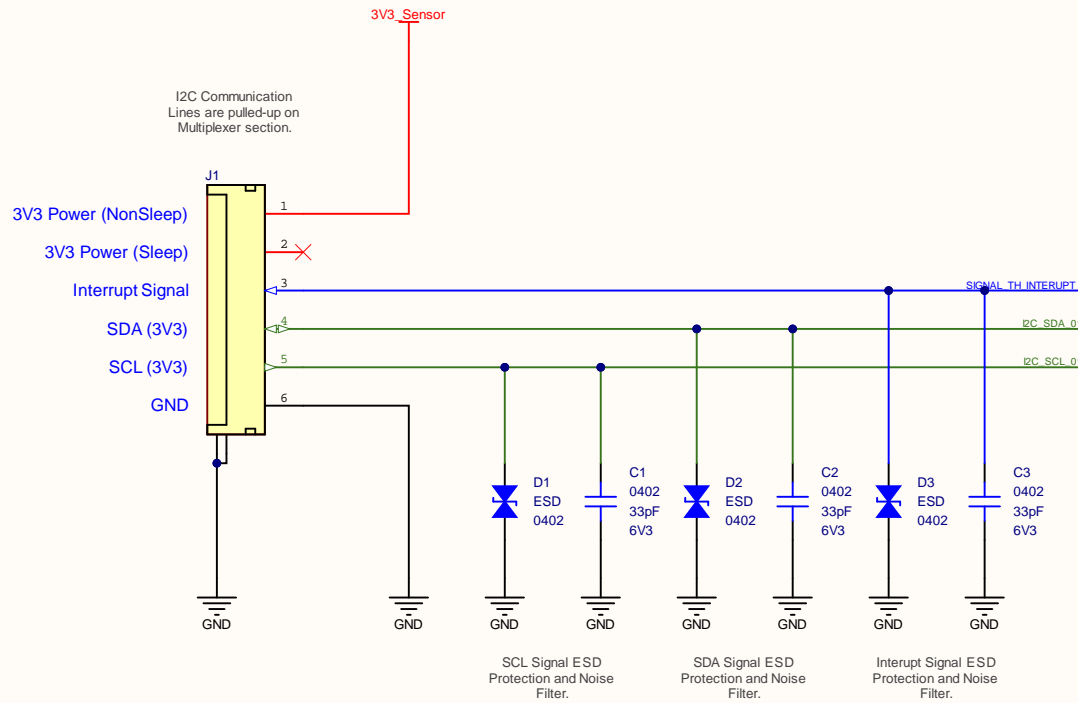 3V3_Sensor
I2C Communication
Lines are pulled-up on
Multiplexer section.
J1
3V3 Power (NonSleep)
1
3V3 Power (Sleep)
2
Interrupt Signal
3
SIGNAL_TH_INTERUPT
SDA (3V3)
4
I2C_SDA_0
SCL (3V3)
5
I2C_SCL_0
GND
6
D1
ESD
0402
C1
0402
33pF
6V3
D2
ESD
0402
C2
0402
33pF
6V3
D3
ESD
0402
C3
0402
33pF
6V3
GND
GND
GND
GND
GND
GND
GND
GND
SCL Signal ESD
Protection and Noise
Filter.
SDA Signal ESD
Protection and Noise
Filter.
Interupt Signal ESD
Protection and Noise
Filter.